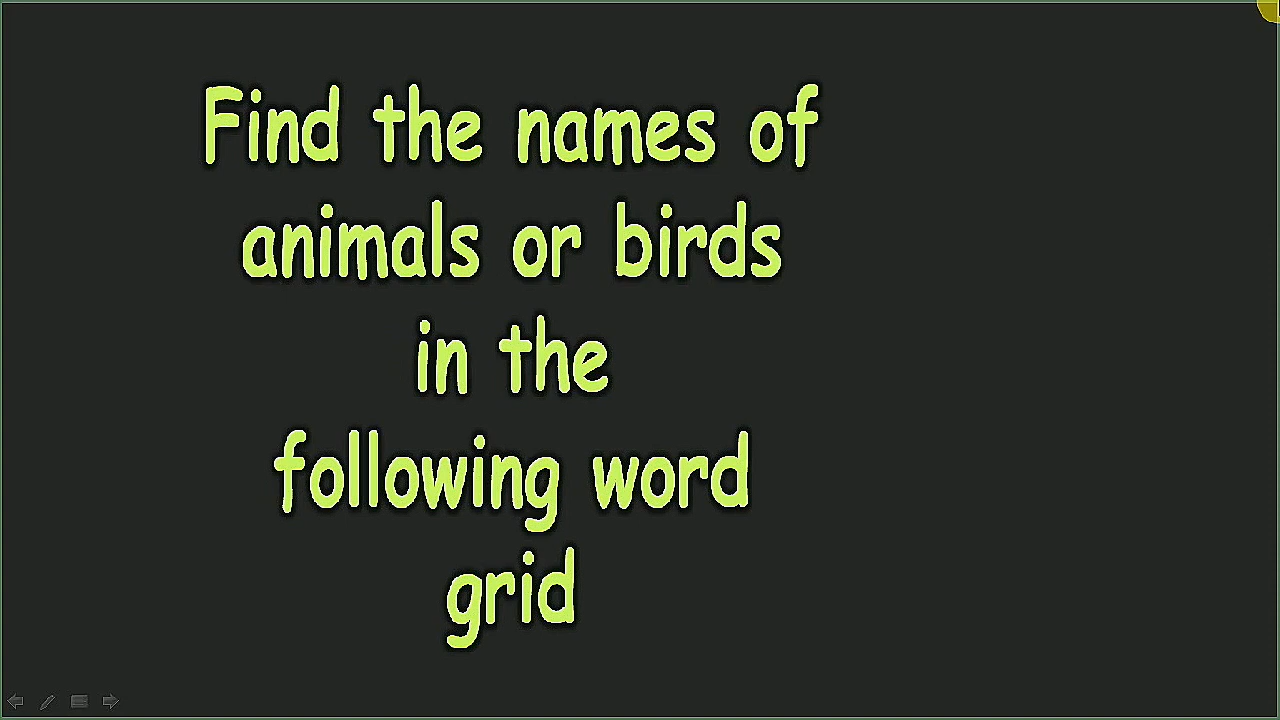 Find the names of
animals or birds
in the
following word
grid